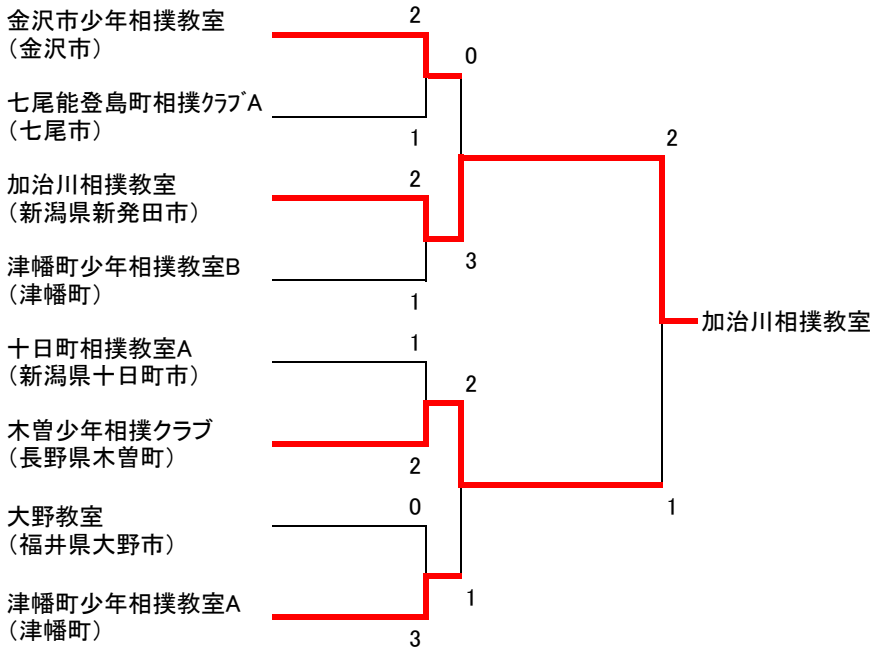 金沢市少年相撲教室
（金沢市）
2
0
七尾能登島町相撲ｸﾗﾌﾞA
（七尾市）
1
2
加治川相撲教室
（新潟県新発田市）
2
3
津幡町少年相撲教室B
（津幡町）
1
加治川相撲教室
十日町相撲教室A
（新潟県十日町市）
1
2
木曽少年相撲クラブ
（長野県木曽町）
2
1
大野教室
（福井県大野市）
0
1
津幡町少年相撲教室A
（津幡町）
3